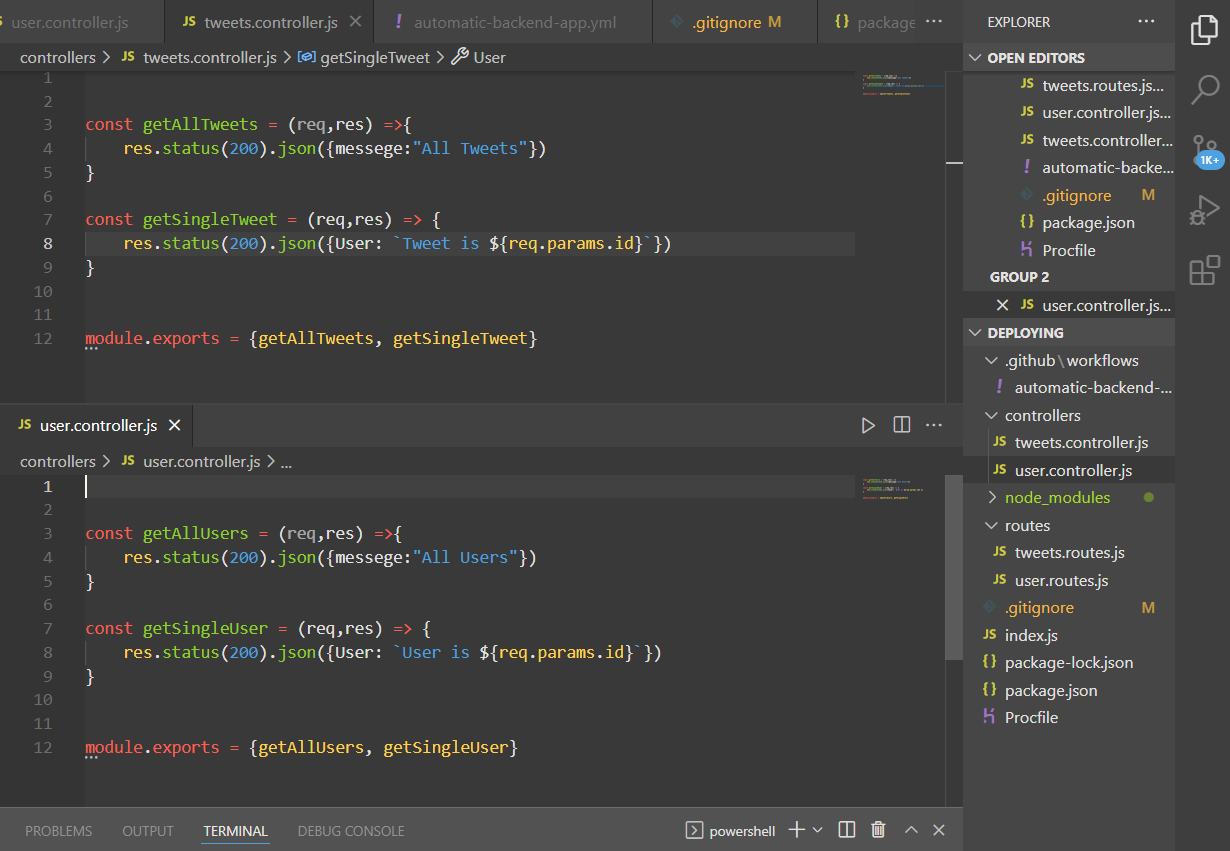 user.controller.js
JS tweets.controller.js
! automatic-backend-app.yml
.gitignore M
{} package
controllers > JS tweets.controller.js > getSingleTweet > User
1
2
3 const getAllTweets = (req,res) =>{
4 res.status(200).json({messege:"All Tweets"})
5 }
6
7 const getSingleTweet = (req,res) => {
8 res.status(200).json({User: `Tweet is ${req.params.id}`})
9 }
10
11
12 module.exports = {getAllTweets, getSingleTweet}
JS user.controller.js
controllers > JS user.controller.js > ...
1
2
3 const getAllUsers = (req,res) =>{
4 res.status(200).json({messege:"All Users"})
5 }
6
7 const getSingleUser = (req,res) => {
8 res.status(200).json({User: `User is ${req.params.id}`})
9 }
10
11
12 module.exports = {getAllUsers, getSingleUser}
PROBLEMS OUTPUT TERMINAL DEBUG CONSOLE
powershell
EXPLORER
OPEN EDITORS
JS tweets.routes.js...
JS user.controller.js...
JS tweets.controller...
! automatic-backe...
.gitignore M
{} package.json
Procfile
GROUP 2
JS user.controller.js...
DEPLOYING
.github\workflows
! automatic-backend-...
controllers
JS tweets.controller.js
JS user.controller.js
node_modules
routes
JS tweets.routes.js
JS user.routes.js
.gitignore M
JS index.js
{} package-lock.json
{} package.json
Procfile
1K+